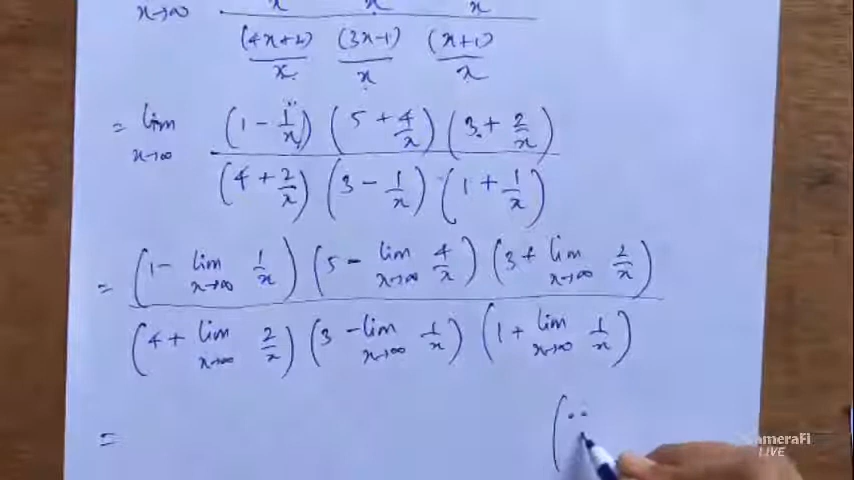 x→∞ x x x
(4x+2) (3x-1) (x+1)
x x x
= lim (1 - 1/x) (5 + 4/x) (3 + 2/x)
x→∞ (4 + 2/x) (3 - 1/x) (1 + 1/x)
= (1- lim x→∞ 1/x) (5 - lim x→∞ 4/x) (3 + lim x→∞ 2/x)
(4 + lim x→∞ 2/x) (3 - lim x→∞ 1/x) (1 + lim x→∞ 1/x)
= (∵
CameraFi
LIVE